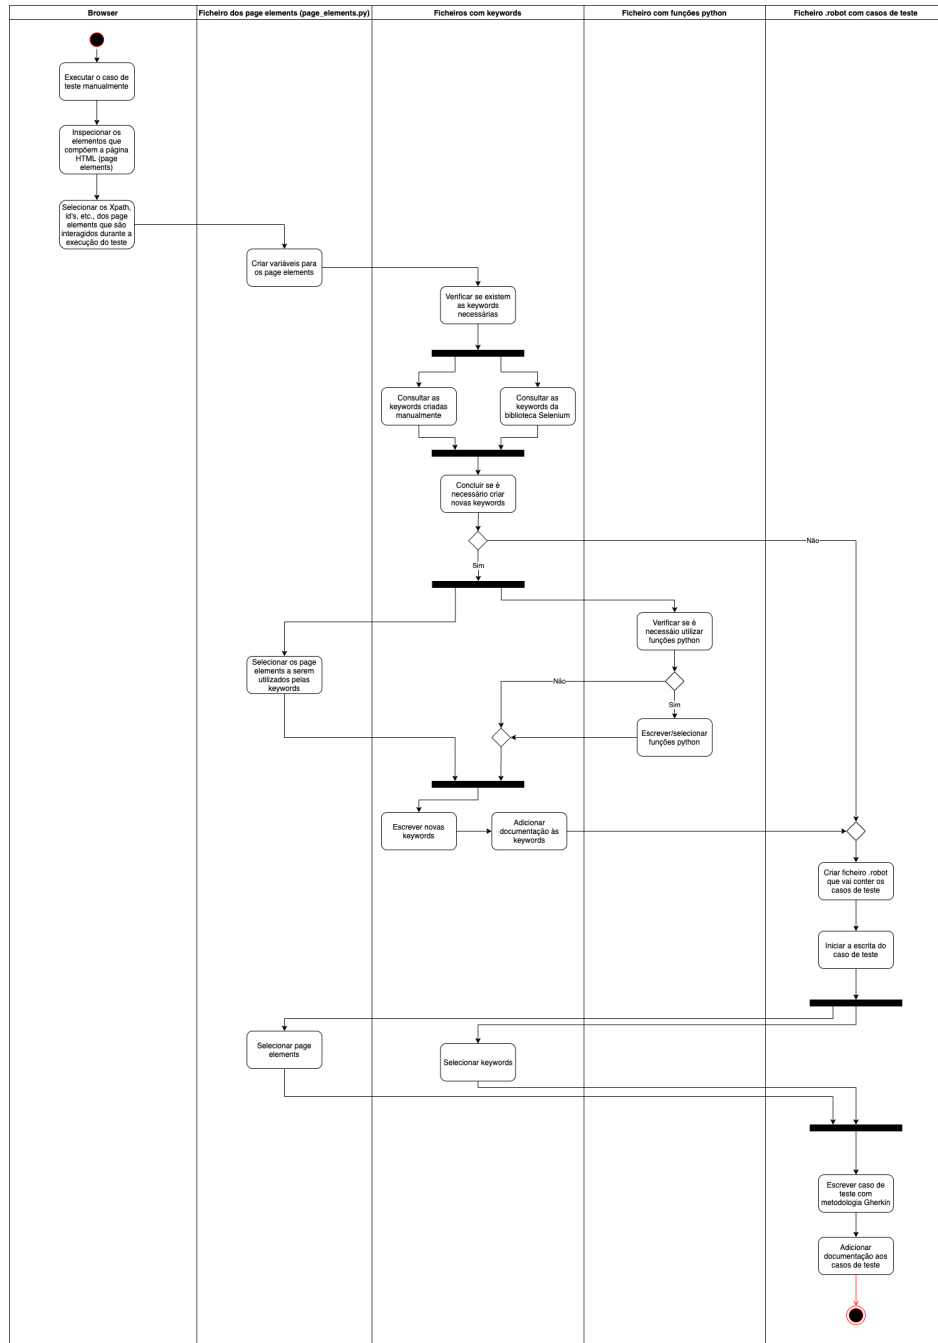 Browser
Ficheiro dos page elements (page_elements.py)
Ficheiros com keywords
Ficheiro com funções python
Ficheiro .robot com casos de teste
Executar o caso de
teste manualmente
Inspecionar os
elementos que
compõem a página
HTML (page
elements)
Selecionar os Xpath,
id's, etc., dos page
elements que são
interagidos durante a
execução do teste
Criar variáveis para
os page elements
Verificar se existem
as keywords
necessárias
Consultar as
keywords criadas
manualmente
Consultar as
keywords da
biblioteca Selenium
Concluir se é
necessário criar
novas keywords
Não
Sim
Verificar se é
necessáio utilizar
funções python
Selecionar os page
elements a serem
utilizados pelas
keywords
Não
Sim
Escrever/selecionar
funções python
Escrever novas
keywords
Adicionar
documentação às
keywords
Criar ficheiro .robot
que vai conter os
casos de teste
Iniciar a escrita do
caso de teste
Selecionar page
elements
Selecionar keywords
Escrever caso de
teste com
metodologia Gherkin
Adicionar
documentação aos
casos de teste